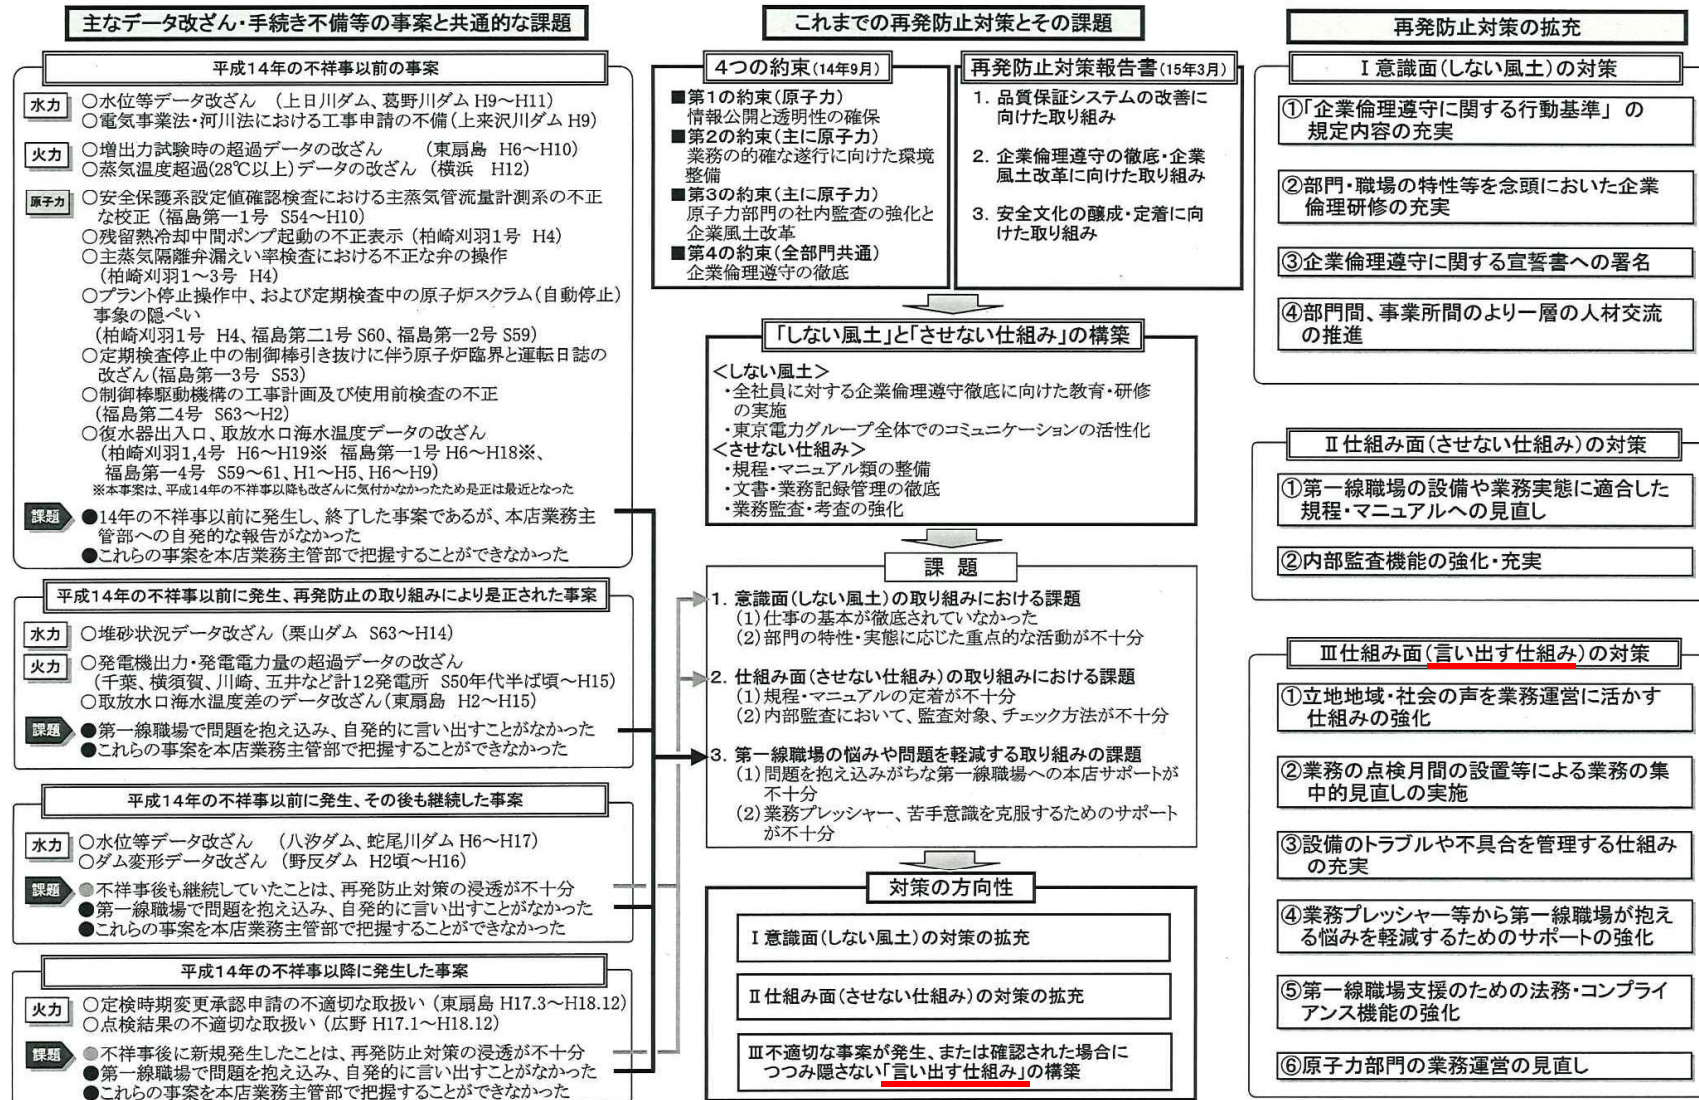 主なデータ改ざん・手続き不備等の事案と共通的な課題
平成14年の不祥事以前の事案
水力
○水位等データ改ざん （上日川ダム、葛野川ダム H9～H11）
○電気事業法・河川法における工事申請の不備（上来沢川ダム H9）
火力
○増出力試験時の超過データの改ざん （東扇島 H6～H10）
○蒸気温度超過(28℃以上)データの改ざん （横浜 H12）
原子力
○安全保護系設定値確認検査における主蒸気管流量計測系の不正
な校正（福島第一1号 S54～H10）
○残留熱冷却中間ポンプ起動の不正表示（柏崎刈羽1号 H4）
○主蒸気隔離弁漏えい率検査における不正な弁の操作
（柏崎刈羽1～3号 H4）
○プラント停止操作中、および定期検査中の原子炉スクラム（自動停止）
事象の隠ぺい
（柏崎刈羽1号 H4、福島第二1号 S60、福島第一2号 S59）
○定期検査停止中の制御棒引き抜けに伴う原子炉臨界と運転日誌の
改ざん（福島第一3号 S53）
○制御棒駆動機構の工事計画及び使用前検査の不正
（福島第二4号 S63～H2）
○復水器出入口、取放水口海水温度データの改ざん
（柏崎刈羽1,4号 H6～H19※ 福島第一1号 H6～H18※、
福島第一4号 S59～61、H1～H5、H6～H9）
※本事案は、平成14年の不祥事以降も改ざんに気付かなかったため是正は最近となった
課題
●14年の不祥事以前に発生し、終了した事案であるが、本店業務主
管部への自発的な報告がなかった
●これらの事案を本店業務主管部で把握することができなかった
平成14年の不祥事以前に発生、再発防止の取り組みにより是正された事案
水力
○堆砂状況データ改ざん（栗山ダム S63～H14）
火力
○発電機出力・発電電力量の超過データの改ざん
（千葉、横須賀、川崎、五井など計12発電所 S50年代半ば頃～H15）
○取放水口海水温度差のデータ改ざん（東扇島 H2～H15）
課題
●第一線職場で問題を抱え込み、自発的に言い出すことがなかった
●これらの事案を本店業務主管部で把握することができなかった
平成14年の不祥事以前に発生、その後も継続した事案
水力
○水位等データ改ざん （八汐ダム、蛇尾川ダム H6～H17）
○ダム変形データ改ざん （野反ダム H2頃～H16）
課題
●不祥事後も継続していたことは、再発防止対策の浸透が不十分
●第一線職場で問題を抱え込み、自発的に言い出すことがなかった
●これらの事案を本店業務主管部で把握することができなかった
平成14年の不祥事以降に発生した事案
火力
○定検時期変更承認申請の不適切な取扱い（東扇島 H17.3～H18.12）
○点検結果の不適切な取扱い（広野 H17.1～H18.12）
課題
●不祥事後に新規発生したことは、再発防止対策の浸透が不十分
●第一線職場で問題を抱え込み、自発的に言い出すことがなかった
●これらの事案を本店業務主管部で把握することができなかった
これまでの再発防止対策とその課題
4つの約束（14年9月）
■第1の約束（原子力）
情報公開と透明性の確保
■第2の約束（主に原子力）
業務の的確な遂行に向けた環境
整備
■第3の約束（主に原子力）
原子力部門の社内監査の強化と
企業風土改革
■第4の約束（全部門共通）
企業倫理遵守の徹底
再発防止対策報告書（15年3月）
1. 品質保証システムの改善に
向けた取り組み
2. 企業倫理遵守の徹底・企業
風土改革に向けた取り組み
3. 安全文化の醸成・定着に向
けた取り組み
「しない風土」と「させない仕組み」の構築
＜しない風土＞
・全社員に対する企業倫理遵守徹底に向けた教育・研修
の実施
・東京電力グループ全体でのコミュニケーションの活性化
＜させない仕組み＞
・規程・マニュアル類の整備
・文書・業務記録管理の徹底
・業務監査・考査の強化
課 題
1. 意識面（しない風土）の取り組みにおける課題
(1)仕事の基本が徹底されていなかった
(2)部門の特性・実態に応じた重点的な活動が不十分
2. 仕組み面（させない仕組み）の取り組みにおける課題
(1)規程・マニュアルの定着が不十分
(2)内部監査において、監査対象、チェック方法が不十分
3. 第一線職場の悩みや問題を軽減する取り組みの課題
(1)問題を抱え込みがちな第一線職場への本店サポートが
不十分
(2)業務プレッシャー、苦手意識を克服するためのサポート
が不十分
対策の方向性
Ⅰ意識面（しない風土）の対策の拡充
Ⅱ仕組み面（させない仕組み）の対策の拡充
Ⅲ不適切な事案が発生、または確認された場合に
つつみ隠さない「言い出す仕組み」の構築
再発防止対策の拡充
Ⅰ意識面（しない風土）の対策
①「企業倫理遵守に関する行動基準」の
規定内容の充実
②部門・職場の特性等を念頭においた企業
倫理研修の充実
③企業倫理遵守に関する宣誓書への署名
④部門間、事業所間のより一層の人材交流
の推進
Ⅱ仕組み面（させない仕組み）の対策
①第一線職場の設備や業務実態に適合した
規程・マニュアルへの見直し
②内部監査機能の強化・充実
Ⅲ仕組み面（言い出す仕組み）の対策
①立地地域・社会の声を業務運営に活かす
仕組みの強化
②業務の点検月間の設置等による業務の集
中的見直しの実施
③設備のトラブルや不具合を管理する仕組み
の充実
④業務プレッシャー等から第一線職場が抱え
る悩みを軽減するためのサポートの強化
⑤第一線職場支援のための法務・コンプライ
アンス機能の強化
⑥原子力部門の業務運営の見直し